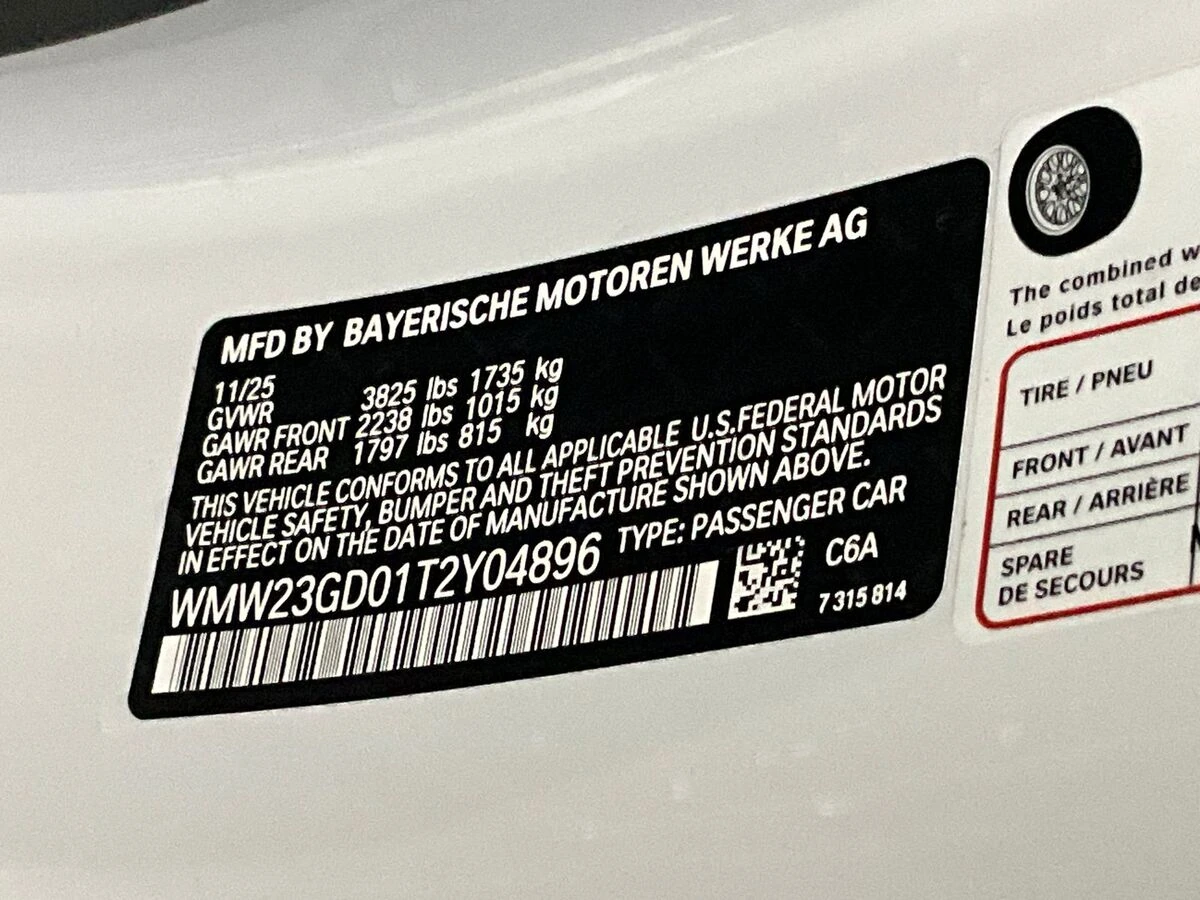 MFD BY BAYERISCHE MOTOREN WERKE AG
11/25
GVWR 3825 lbs 1735 kg
GAWR FRONT 2238 lbs 1015 kg
GAWR REAR 1797 lbs 815 kg
THIS VEHICLE CONFORMS TO ALL APPLICABLE U.S.FEDERAL MOTOR
VEHICLE SAFETY, BUMPER AND THEFT PREVENTION STANDARDS
IN EFFECT ON THE DATE OF MANUFACTURE SHOWN ABOVE.
WMW23GD01T2Y04896 TYPE: PASSENGER CAR
C6A
7 315 814
The combined
Le poids total de
TIRE / PNEU
FRONT / AVANT
REAR / ARRIÈRE
SPARE
DE SECOURS